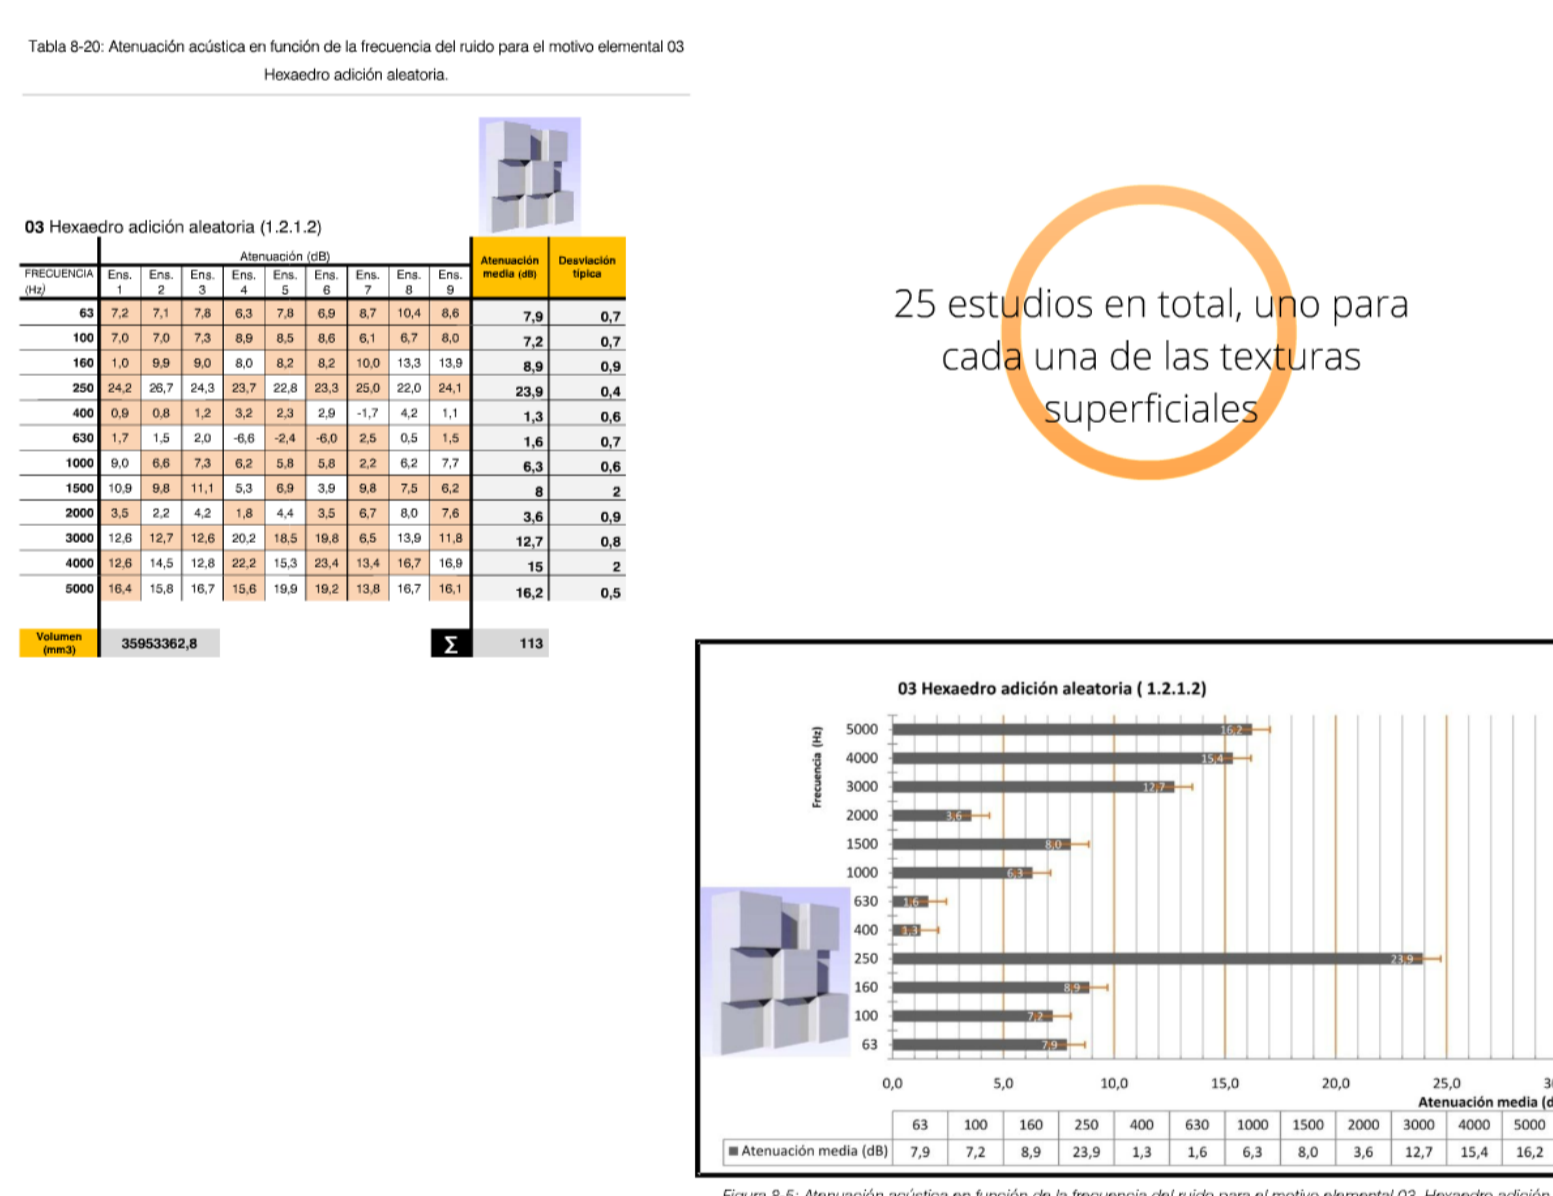 Tabla 8-20: Atenuación acústica en función de la frecuencia del ruido para el motivo elemental 03
Hexaedro adición aleatoria.
03 Hexaedro adición aleatoria (1.2.1.2)
Atenuación (dB)
Atenuación media (dB)
Desviación típica
FRECUENCIA (Hz) Ens. 1 Ens. 2 Ens. 3 Ens. 4 Ens. 5 Ens. 6 Ens. 7 Ens. 8 Ens. 9
63 7,2 7,1 7,8 6,3 7,8 6,9 8,7 10,4 8,6 7,9 0,7
100 7,0 7,0 7,3 8,9 8,5 8,6 6,1 6,7 8,0 7,2 0,7
160 1,0 9,9 9,0 8,0 8,2 8,2 10,0 13,3 13,9 8,9 0,9
250 24,2 26,7 24,3 23,7 22,8 23,3 25,0 22,0 24,1 23,9 0,4
400 0,9 0,8 1,2 3,2 2,3 2,9 -1,7 4,2 1,1 1,3 0,6
630 1,7 1,5 2,0 -6,6 -2,4 -6,0 2,5 0,5 1,5 1,6 0,7
1000 9,0 6,6 7,3 6,2 5,8 5,8 2,2 6,2 7,7 6,3 0,6
1500 10,9 9,8 11,1 5,3 6,9 3,9 9,8 7,5 6,2 8 2
2000 3,5 2,2 4,2 1,8 4,4 3,5 6,7 8,0 7,6 3,6 0,9
3000 12,6 12,7 12,6 20,2 18,5 19,8 6,5 13,9 11,8 12,7 0,8
4000 12,6 14,5 12,8 22,2 15,3 23,4 13,4 16,7 16,9 15 2
5000 16,4 15,8 16,7 15,6 19,9 19,2 13,8 16,7 16,1 16,2 0,5
Volumen (mm3) 35953362,8 Σ 113
25 estudios en total, uno para
cada una de las texturas
superficiales
03 Hexaedro adición aleatoria ( 1.2.1.2)
Frecuencia (Hz)
5000 16,2
4000 15,4
3000 12,7
2000 3,6
1500 8,0
1000 6,3
630 1,6
400 1,3
250 23,9
160 8,9
100 7,2
63 7,9
0,0 5,0 10,0 15,0 20,0 25,0
Atenuación media
63 100 160 250 400 630 1000 1500 2000 3000 4000 5000
Atenuación media (dB) 7,9 7,2 8,9 23,9 1,3 1,6 6,3 8,0 3,6 12,7 15,4 16,2
Figura 8-5: Atenuación acústica en función de la frecuencia del ruido para el motivo elemental 03. Hexaedro adición